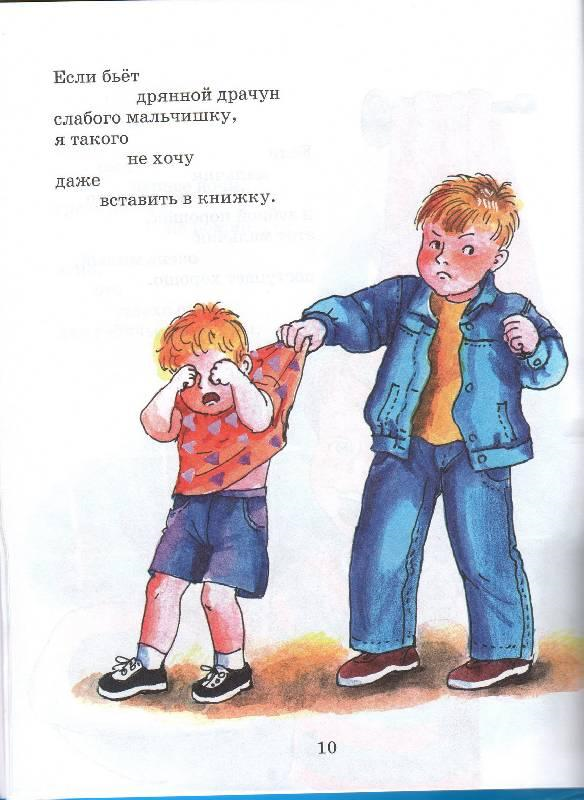 Если бьёт
дрянной драчун
слабого мальчишку,
я такого
не хочу
даже
вставить в книжку.
10